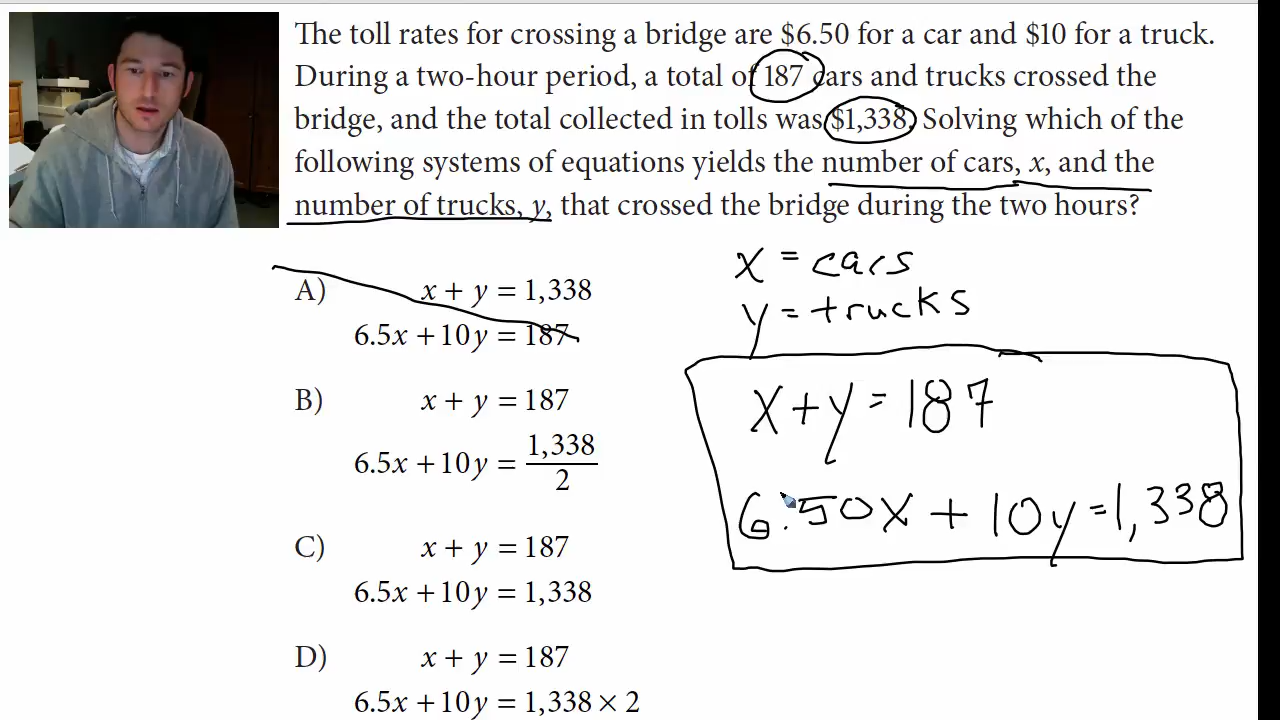 The toll rates for crossing a bridge are $6.50 for a car and $10 for a truck.
During a two-hour period, a total of 187 cars and trucks crossed the
bridge, and the total collected in tolls was $1,338. Solving which of the
following systems of equations yields the number of cars, x, and the
number of trucks, y, that crossed the bridge during the two hours?
A) x + y = 1,338
6.5x + 10y = 187
B) x + y = 187
6.5x + 10y = 1,338/2
C) x + y = 187
6.5x + 10y = 1,338
D) x + y = 187
6.5x + 10y = 1,338 × 2
x = cars
y = trucks
x + y = 187
6.50x + 10y = 1,338